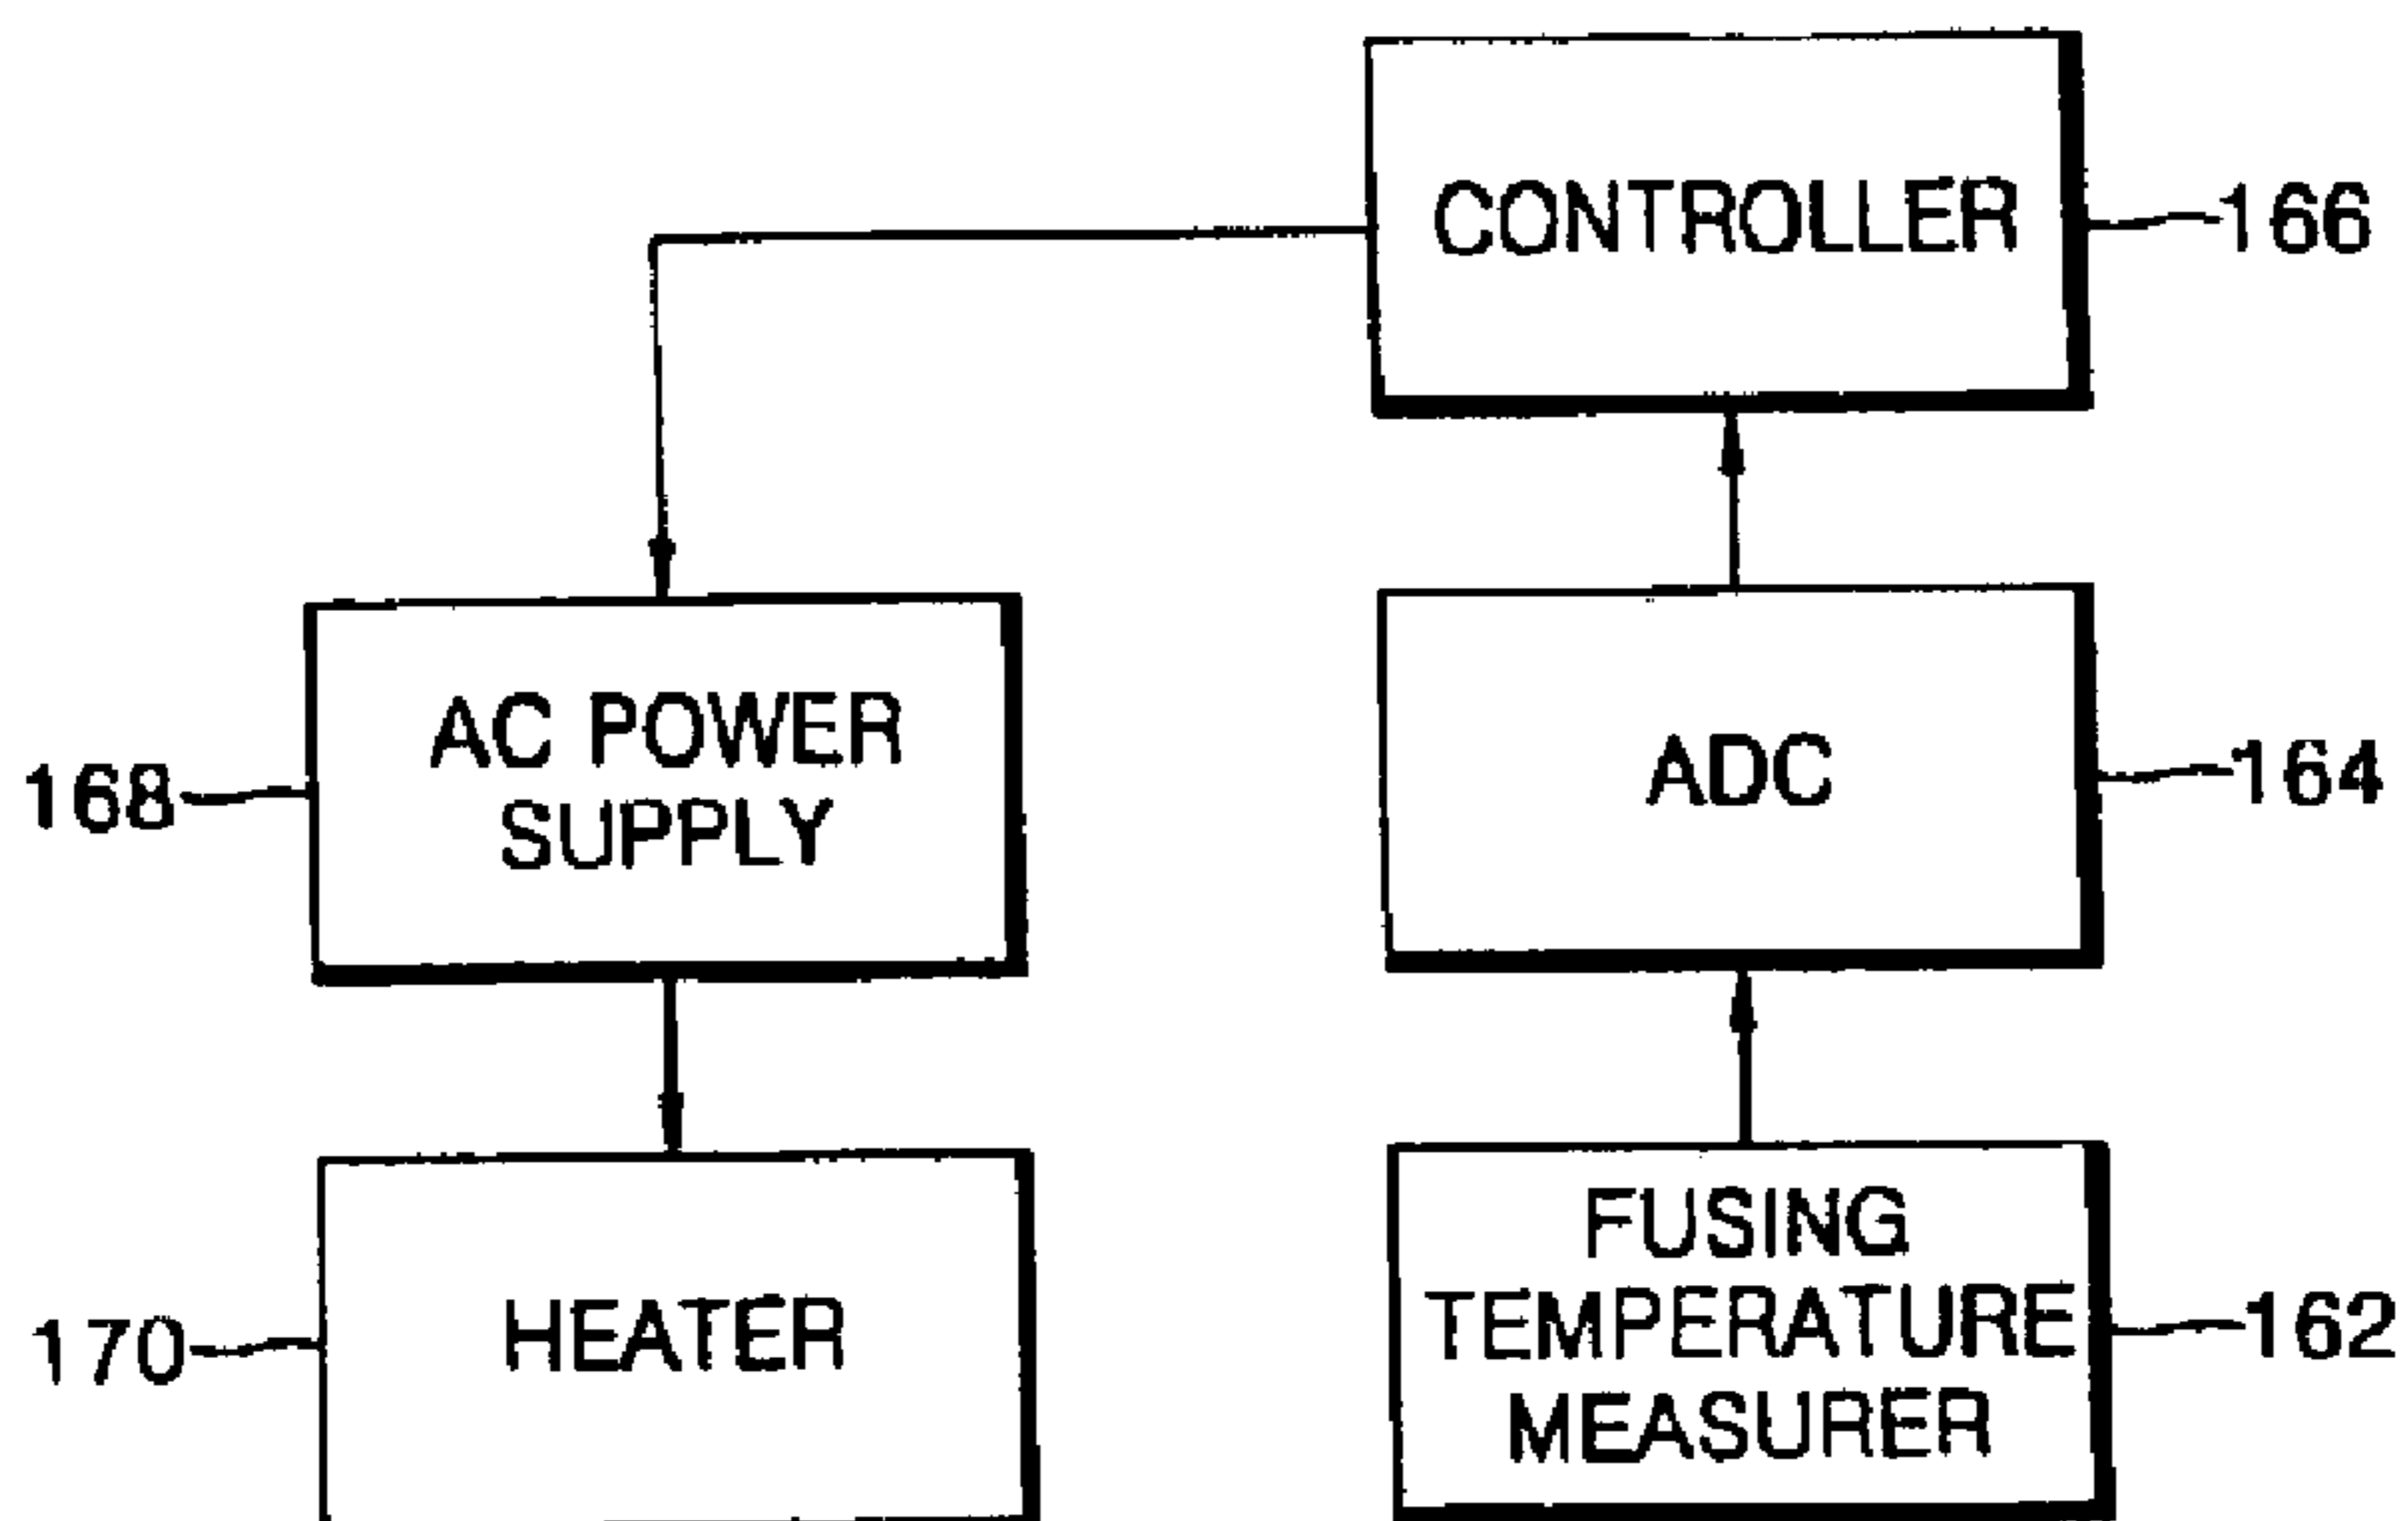 CONTROLLER
166
AC POWER
SUPPLY
168
ADC
164
HEATER
170
FUSING
TEMPERATURE
MEASURER
162